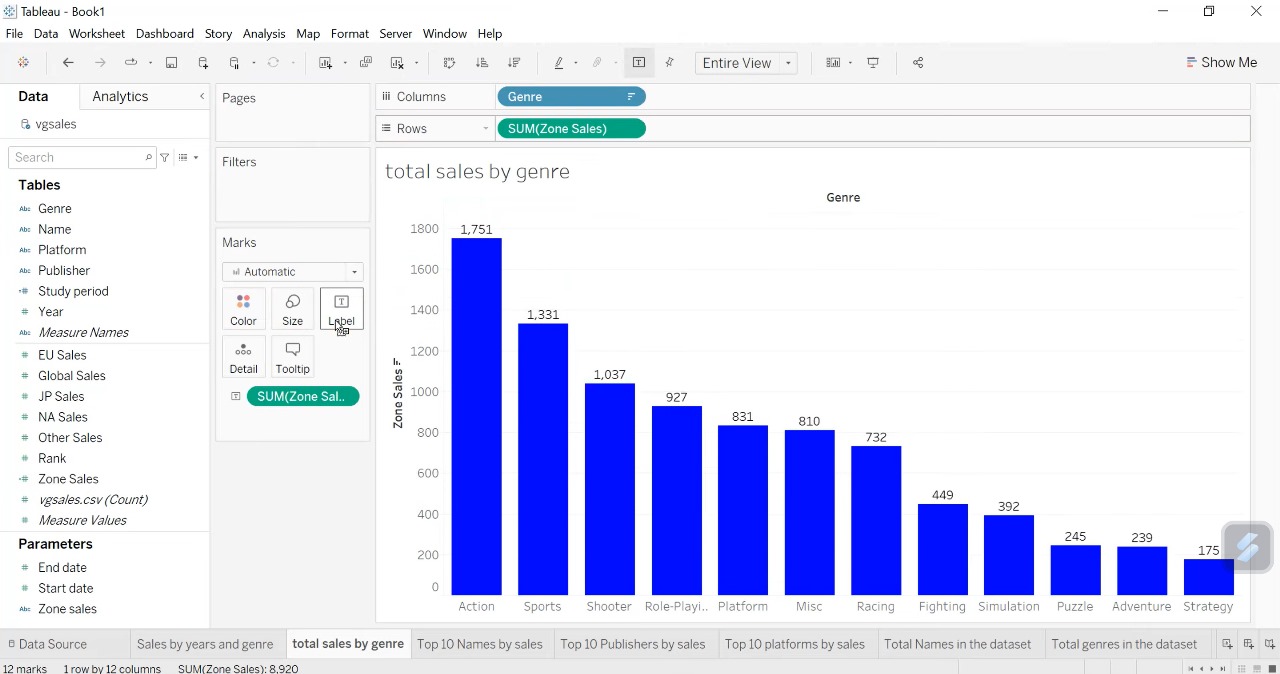 Tableau - Book1
File Data Worksheet Dashboard Story Analysis Map Format Server Window Help
Entire View
Show Me
Data Analytics
vgsales
Search
Tables
Abc Genre
Abc Name
Abc Platform
Abc Publisher
Study period
# Year
Abc Measure Names
# EU Sales
# Global Sales
# JP Sales
# NA Sales
# Other Sales
# Rank
Zone Sales
# vgsales.csv (Count)
# Measure Values
Parameters
# End date
# Start date
Abc Zone sales
Pages
Filters
Marks
Automatic
Color Size Label
Detail Tooltip
SUM(Zone Sal..
Columns Genre
Rows SUM(Zone Sales)
total sales by genre
Genre
Zone Sales
1800
1600
1400
1200
1000
800
600
400
200
0
1,751
1,331
1,037
927
831
810
732
449
392
245
239
175
Action Sports Shooter Role-Playi.. Platform Misc Racing Fighting Simulation Puzzle Adventure Strategy
Data Source Sales by years and genre total sales by genre Top 10 Names by sales Top 10 Publishers by sales Top 10 platforms by sales Total Names in the dataset Total genres in the dataset
12 marks 1 row by 12 columns SUM(Zone Sales): 8,920